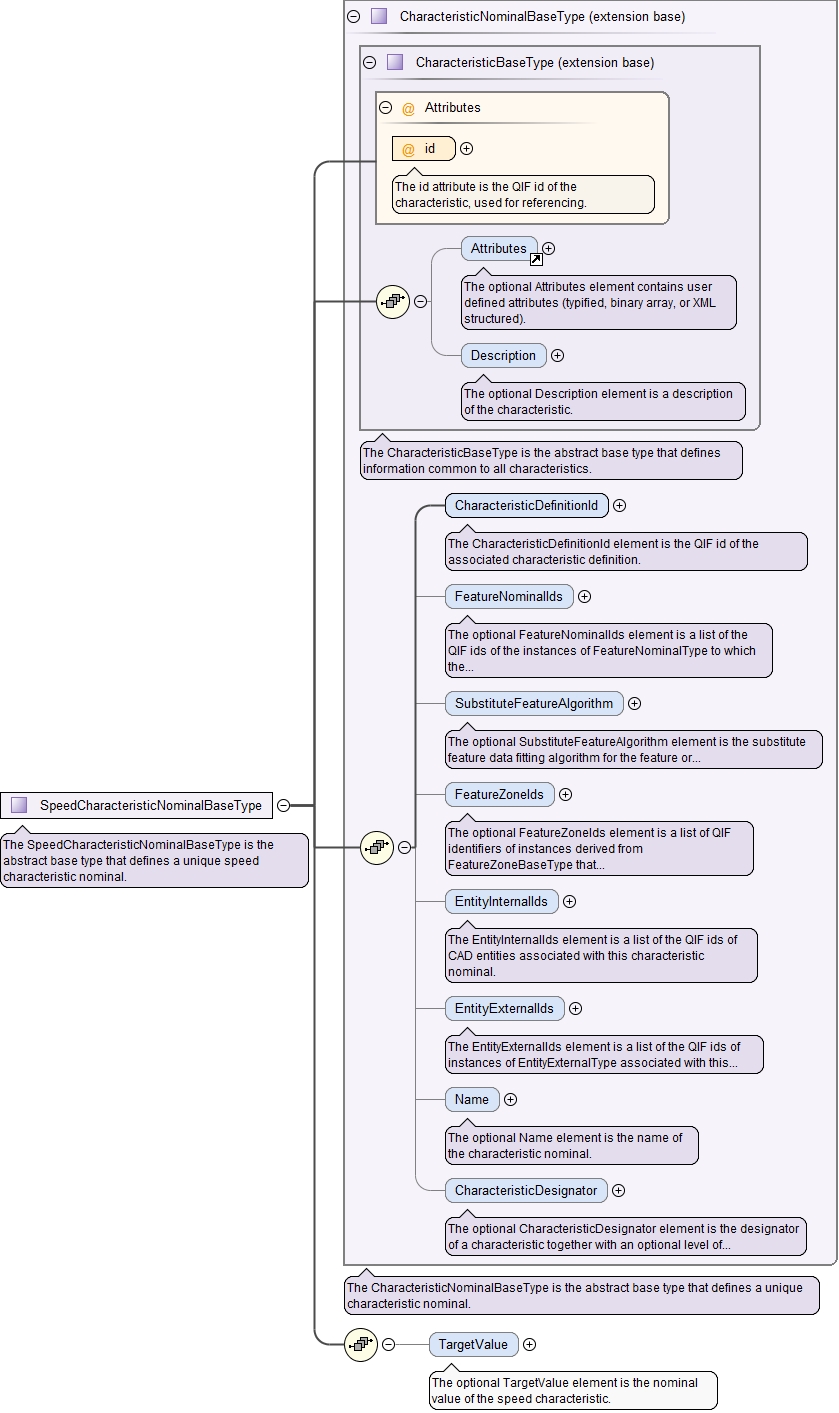 CharacteristicNominalBaseType (extension base)
CharacteristicBaseType (extension base)
@ Attributes
@ id
The id attribute is the QIF id of the
characteristic, used for referencing.
Attributes
The optional Attributes element contains user
defined attributes (typified, binary array, or XML
structured).
Description
The optional Description element is a description
of the characteristic.
The CharacteristicBaseType is the abstract base type that defines
information common to all characteristics.
CharacteristicDefinitionId
The CharacteristicDefinitionId element is the QIF id of the
associated characteristic definition.
FeatureNominalIds
The optional FeatureNominalIds element is a list of the
QIF ids of the instances of FeatureNominalType to which
the...
SubstituteFeatureAlgorithm
The optional SubstituteFeatureAlgorithm element is the substitute
feature data fitting algorithm for the feature or...
FeatureZoneIds
The optional FeatureZoneIds element is a list of QIF
identifiers of instances derived from
FeatureZoneBaseType that...
SpeedCharacteristicNominalBaseType
The SpeedCharacteristicNominalBaseType is the
abstract base type that defines a unique speed
characteristic nominal.
EntityInternalIds
The EntityInternalIds element is a list of the QIF ids of
CAD entities associated with this characteristic
nominal.
EntityExternalIds
The EntityExternalIds element is a list of the QIF ids of
instances of EntityExternalType associated with this...
Name
The optional Name element is the name of
the characteristic nominal.
CharacteristicDesignator
The optional CharacteristicDesignator element is the designator
of a characteristic together with an optional level of...
The CharacteristicNominalBaseType is the abstract base type that defines a unique
characteristic nominal.
TargetValue
The optional TargetValue element is the nominal
value of the speed characteristic.